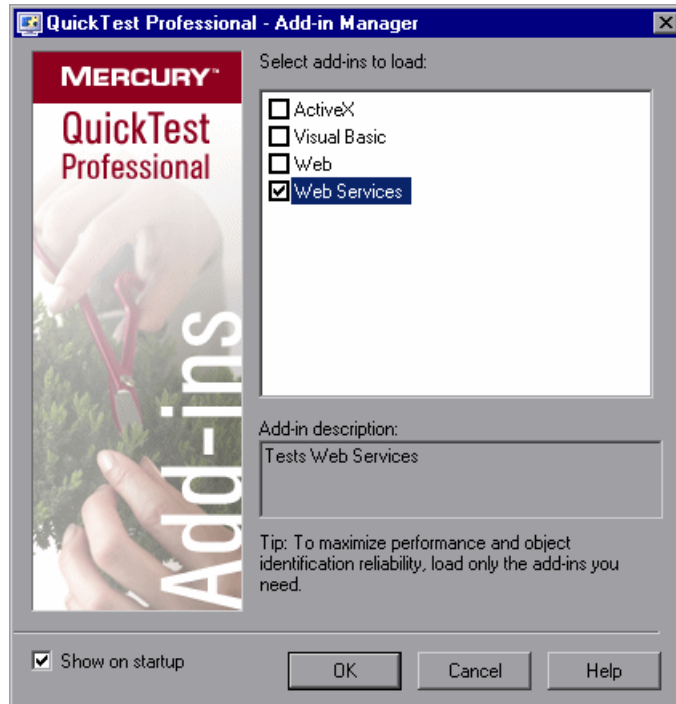 QuickTest Professional - Add-in Manager
MERCURY™
QuickTest
Professional
Add-ins
Select add-ins to load:
ActiveX
Visual Basic
Web
Web Services
Add-in description:
Tests Web Services
Tip: To maximize performance and object
identification reliability, load only the add-ins you
need.
Show on startup
OK
Cancel
Help